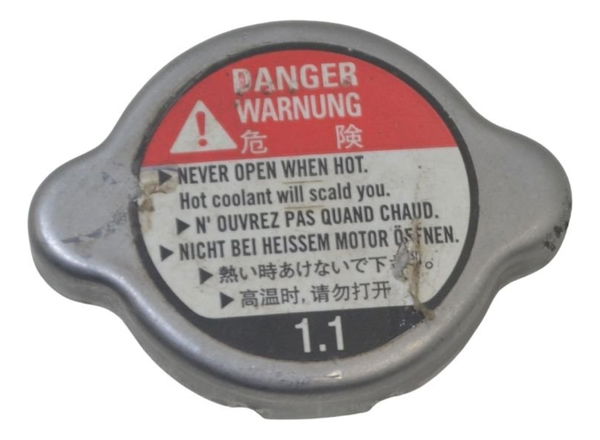 DANGER
WARNUNG
危 険
▶ NEVER OPEN WHEN HOT.
Hot coolant will scald you.
▶ N' OUVREZ PAS QUAND CHAUD.
▶ NICHT BEI HEISSEM MOTOR ÖFFNEN.
▶ 熱い時あけないで下 。
▶ 高温时,请勿打开
1.1